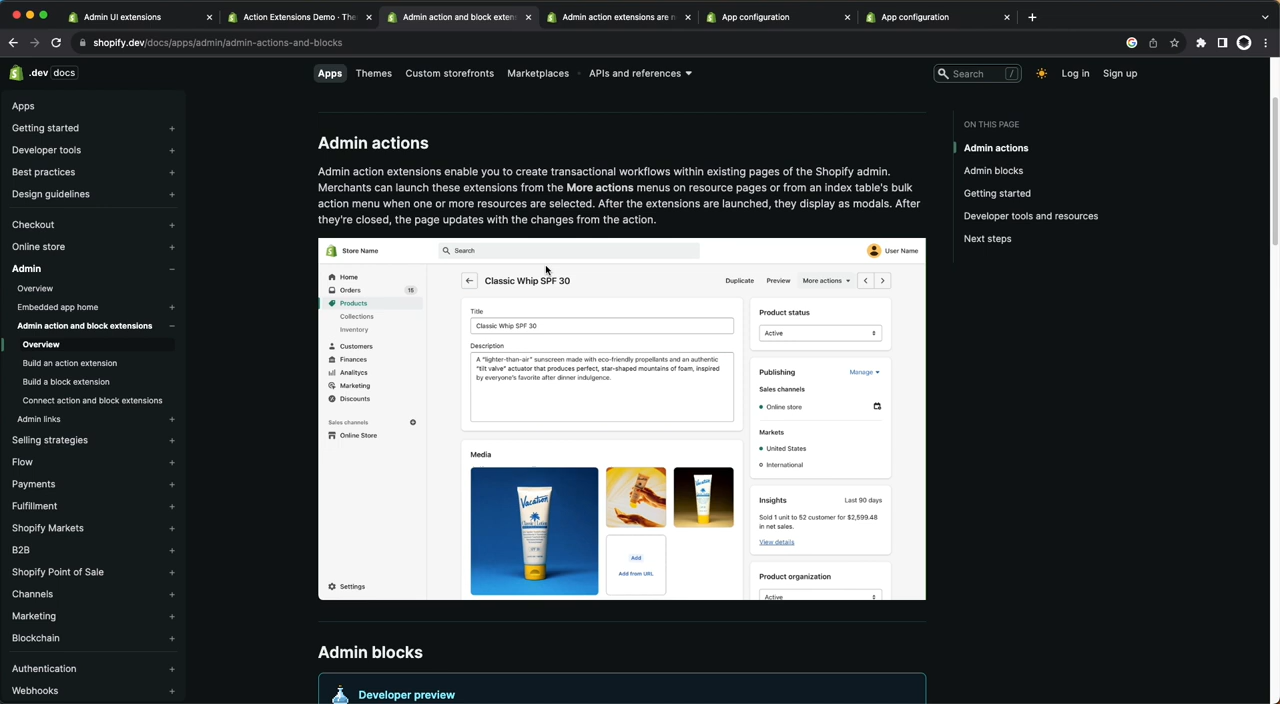 Admin UI extensions
Action Extensions Demo - The
Admin action and block exten
Admin action extensions are n
App configuration
App configuration
shopify.dev/docs/apps/admin/admin-actions-and-blocks
.dev docs
Apps
Themes
Custom storefronts
Marketplaces
APIs and references
Search /
Log in
Sign up
Apps
Getting started
Developer tools
Best practices
Design guidelines
Checkout
Online store
Admin
Overview
Embedded app home
Admin action and block extensions
Overview
Build an action extension
Build a block extension
Connect action and block extensions
Admin links
Selling strategies
Flow
Payments
Fulfillment
Shopify Markets
B2B
Shopify Point of Sale
Channels
Marketing
Blockchain
Authentication
Webhooks
Admin actions
Admin action extensions enable you to create transactional workflows within existing pages of the Shopify admin.
Merchants can launch these extensions from the More actions menus on resource pages or from an index table's bulk
action menu when one or more resources are selected. After the extensions are launched, they display as modals. After
they're closed, the page updates with the changes from the action.
Store Name
Search
User Name
Home
Orders 15
Products
Collections
Inventory
Customers
Finances
Analitycs
Marketing
Discounts
Sales channels
Online Store
Settings
Classic Whip SPF 30
Duplicate
Preview
More actions
Title
Classic Whip SPF 30
Description
A "lighter-than-air" sunscreen made with eco-friendly propellants and an authentic
"tilt valve" actuator that produces perfect, star-shaped mountains of foam, inspired
by everyone's favorite after dinner indulgence.
Media
Vacation
Add
Add from URL
Product status
Active
Publishing
Manage
Sales channels
Online store
Markets
United States
International
Insights
Last 90 days
Sold 1 unit to 52 customer for $2,599.48
in net sales.
View details
Product organization
Active
Admin blocks
Developer preview
ON THIS PAGE
Admin actions
Admin blocks
Getting started
Developer tools and resources
Next steps